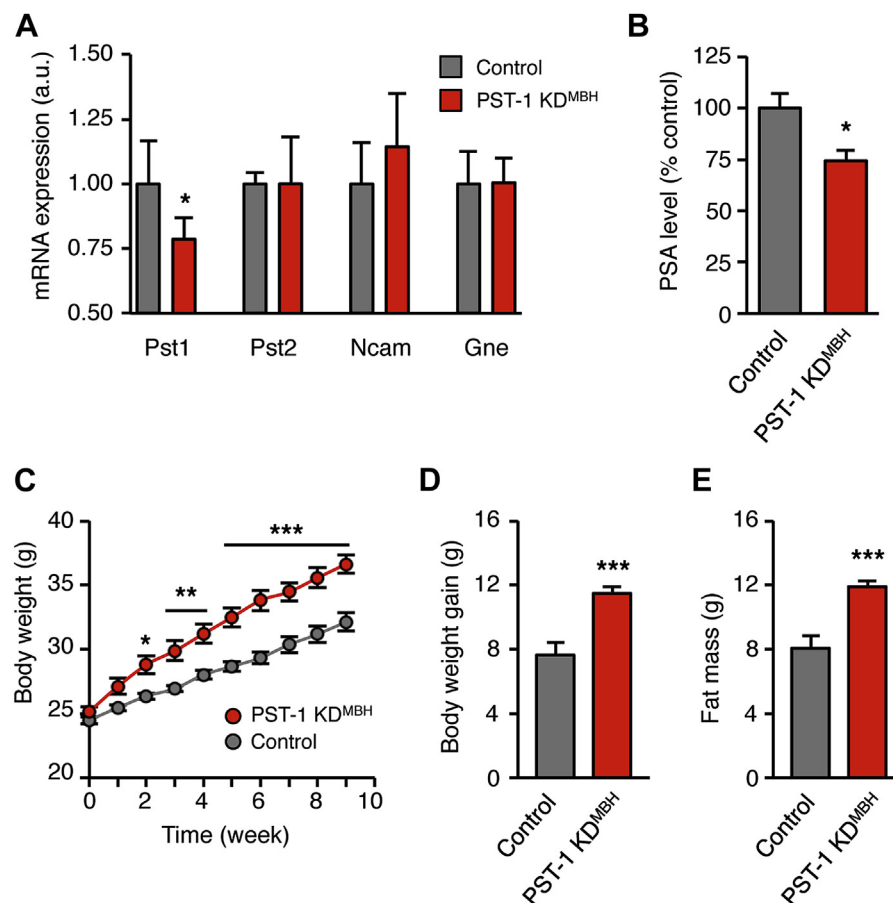 A
mRNA expression (a.u.)
1.50
1.25
1.00
0.75
0.50
Control
PST-1 KDMBH
*
Pst1 Pst2 Ncam Gne
B
PSA level (% control)
125
100
75
50
25
0
*
Control
PST-1 KDMBH
C
Body weight (g)
40
35
30
25
20
*
**
***
PST-1 KDMBH
Control
0 2 4 6 8 10
Time (week)
D
Body weight gain (g)
16
12
8
4
0
***
Control
PST-1 KDMBH
E
Fat mass (g)
16
12
8
4
0
***
Control
PST-1 KDMBH